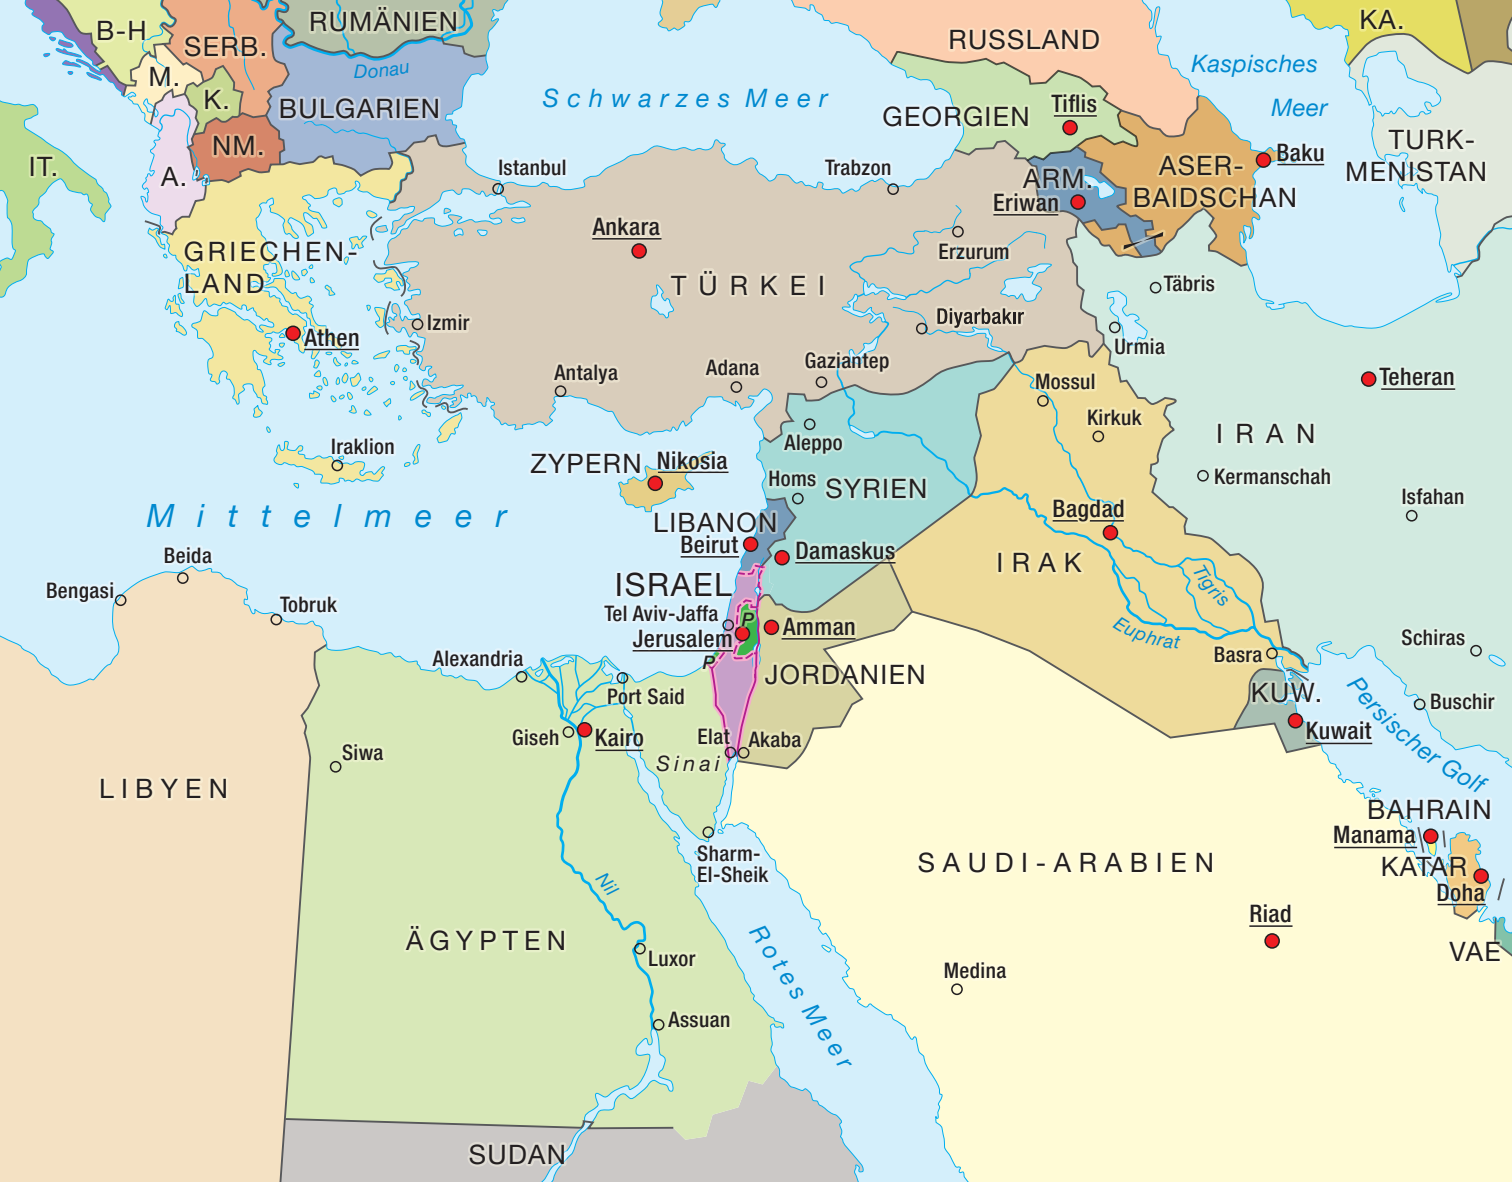 B-H
SERB.
RUMÄNIEN
M.
K.
Donau
BULGARIEN
NM.
A.
IT.
Schwarzes Meer
RUSSLAND
KA.
Kaspisches
Meer
GEORGIEN
Tiflis
TURK-
MENISTAN
Baku
ASER-
BAIDSCHAN
ARM.
Eriwan
Istanbul
Trabzon
Ankara
Erzurum
GRIECHEN-
LAND
TÜRKEI
Täbris
Izmir
Athen
Diyarbakır
Urmia
Antalya
Adana
Gaziantep
Mossul
Teheran
Kirkuk
IRAN
Aleppo
Iraklion
ZYPERN
Nikosia
Homs
SYRIEN
Kermanschah
Isfahan
Mittelmeer
LIBANON
Beirut
Bagdad
Damaskus
IRAK
Beida
Bengasi
Tobruk
ISRAEL
Tel Aviv-Jaffa
P
Jerusalem
Amman
P
Tigris
Euphrat
Basra
Schiras
Alexandria
JORDANIEN
Port Said
KUW.
Kuwait
Buschir
Persischer Golf
Giseh
Kairo
Elat
Akaba
Sinai
Siwa
LIBYEN
BAHRAIN
Manama
KATAR
Doha
Sharm-
El-Sheik
SAUDI-ARABIEN
Nil
Riad
ÄGYPTEN
VAE
Luxor
Rotes Meer
Medina
Assuan
SUDAN